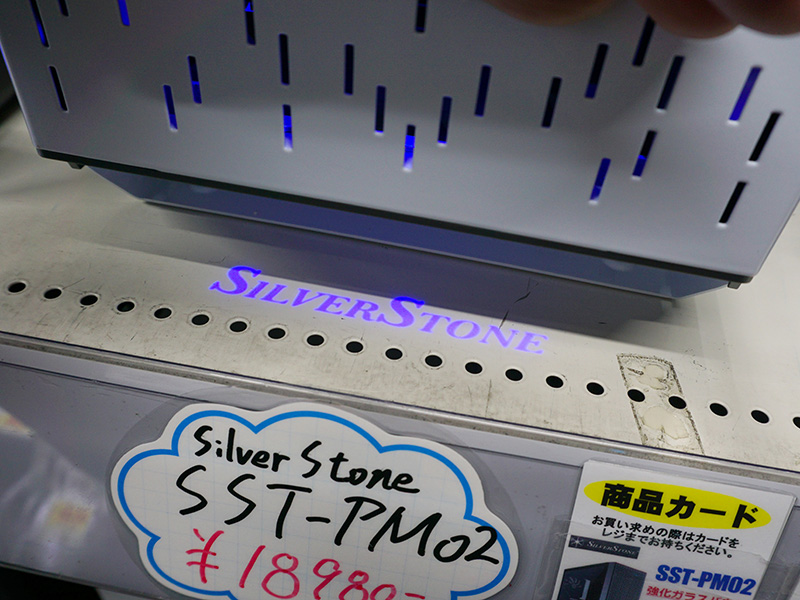 SILVERSTONE
Silver Stone
SST-PM02
¥18980-
商品カード
お買い求めの際はカードを
レジまでお持ちください。
SILVERSTONE
SST-PM02
強化ガラス